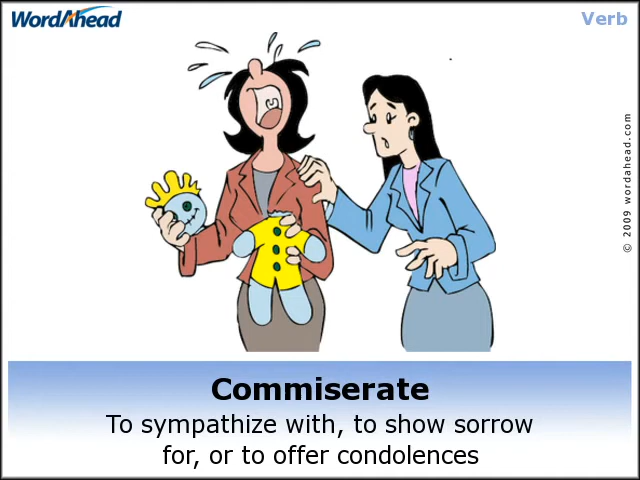 WordAhead
Verb
© 2009 wordahead.com
Commiserate
To sympathize with, to show sorrow
for, or to offer condolences